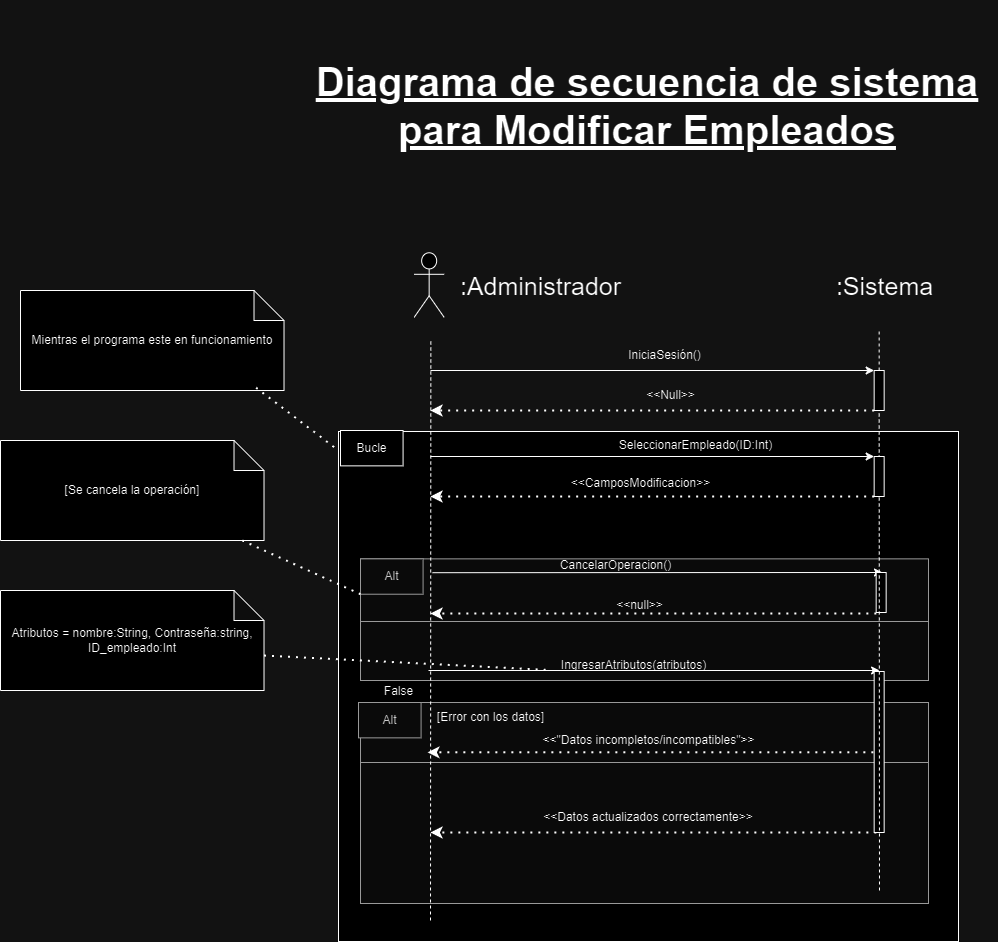 Diagrama de secuencia de sistema
para Modificar Empleados
:Administrador
:Sistema
Mientras el programa este en funcionamiento
IniciaSesión()
<<Null>>
Bucle
SeleccionarEmpleado(ID:Int)
<<CamposModificacion>>
[Se cancela la operación]
Alt
CancelarOperacion()
<<null>>
Atributos = nombre:String, Contraseña:string,
ID_empleado:Int
IngresarAtributos(atributos)
False
Alt
[Error con los datos]
<<"Datos incompletos/incompatibles">>
<<Datos actualizados correctamente>>